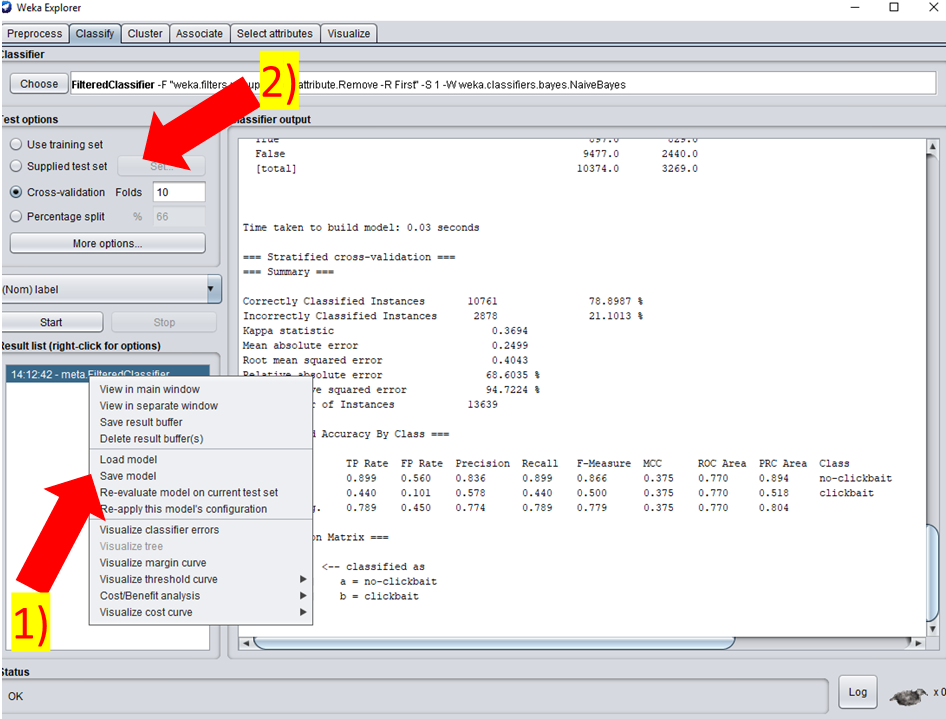 Weka Explorer
Preprocess Classify Cluster Associate Select attributes Visualize
Classifier
Choose FilteredClassifier -F "weka.filters attribute.Remove -R First" -S 1 -W weka.classifiers.bayes.NaiveBayes
2)
Test options
Use training set
Supplied test set Set...
Cross-validation Folds 10
Percentage split % 66
More options...
(Nom) label
Start Stop
Result list (right-click for options)
14:12:42 - meta.FilteredClassifier
View in main window
View in separate window
Save result buffer
Delete result buffer(s)
Load model
Save model
Re-evaluate model on current test set
Re-apply this model's configuration
Visualize classifier errors
Visualize tree
Visualize margin curve
Visualize threshold curve
Cost/Benefit analysis
Visualize cost curve
1)
Classifier output
True 897.0 829.0
False 9477.0 2440.0
[total] 10374.0 3269.0
Time taken to build model: 0.03 seconds
=== Stratified cross-validation ===
=== Summary ===
Correctly Classified Instances 10761 78.8987 %
Incorrectly Classified Instances 2878 21.1013 %
Kappa statistic 0.3694
Mean absolute error 0.2499
Root mean squared error 0.4043
Relative absolute error 68.6035 %
ve squared error 94.7224 %
r of Instances 13639
d Accuracy By Class ===
TP Rate FP Rate Precision Recall F-Measure MCC ROC Area PRC Area Class
0.899 0.560 0.836 0.899 0.866 0.375 0.770 0.894 no-clickbait
0.440 0.101 0.578 0.440 0.500 0.375 0.770 0.518 clickbait
g. 0.789 0.450 0.774 0.789 0.779 0.375 0.770 0.804
on Matrix ===
<-- classified as
a = no-clickbait
b = clickbait
Status
OK
Log
x 0